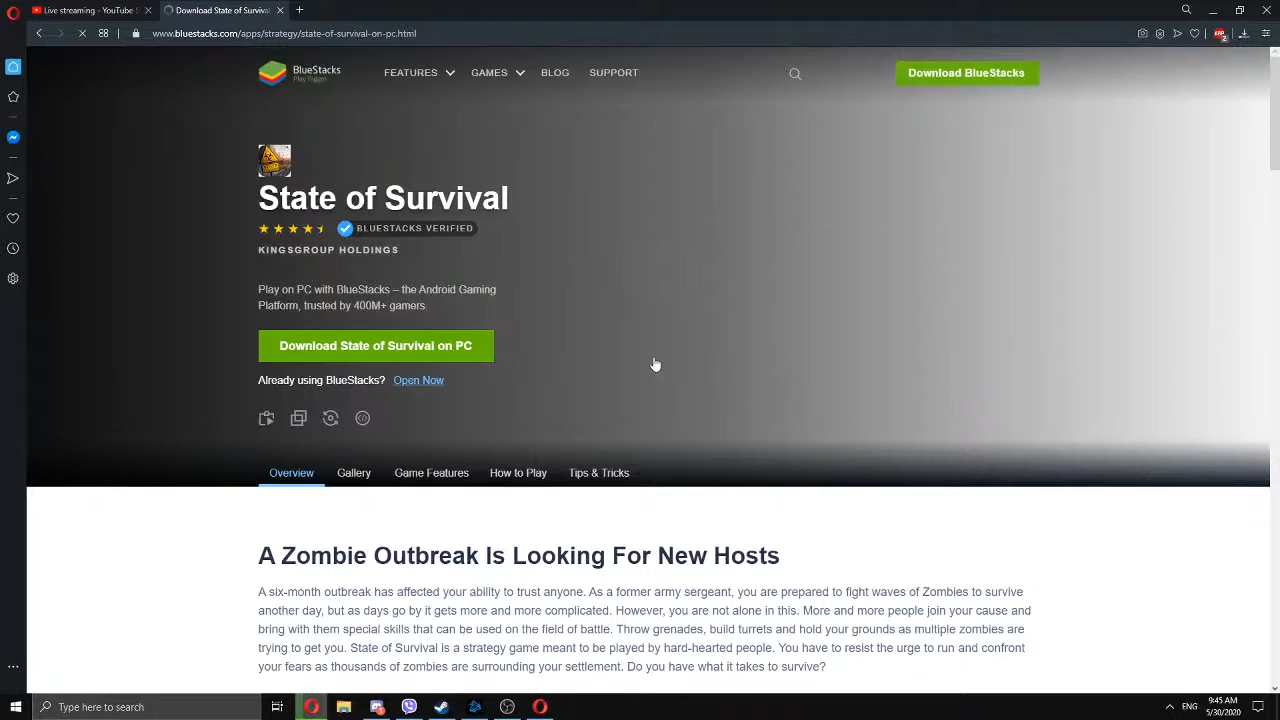 Live streaming - YouTube S
Download State of Survival
www.bluestacks.com/apps/strategy/state-of-survival-on-pc.html
BlueStacks
Play Bigger
FEATURES
GAMES
BLOG
SUPPORT
Download BlueStacks
State of Survival
BLUESTACKS VERIFIED
KINGSGROUP HOLDINGS
Play on PC with BlueStacks – the Android Gaming
Platform, trusted by 400M+ gamers.
Download State of Survival on PC
Already using BlueStacks? Open Now
Overview
Gallery
Game Features
How to Play
Tips & Tricks
A Zombie Outbreak Is Looking For New Hosts
A six-month outbreak has affected your ability to trust anyone. As a former army sergeant, you are prepared to fight waves of Zombies to survive
another day, but as days go by it gets more and more complicated. However, you are not alone in this. More and more people join your cause and
bring with them special skills that can be used on the field of battle. Throw grenades, build turrets and hold your grounds as multiple zombies are
trying to get you. State of Survival is a strategy game meant to be played by hard-hearted people. You have to resist the urge to run and confront
your fears as thousands of zombies are surrounding your settlement. Do you have what it takes to survive?
Type here to search
ENG
9:45 AM
5/30/2020